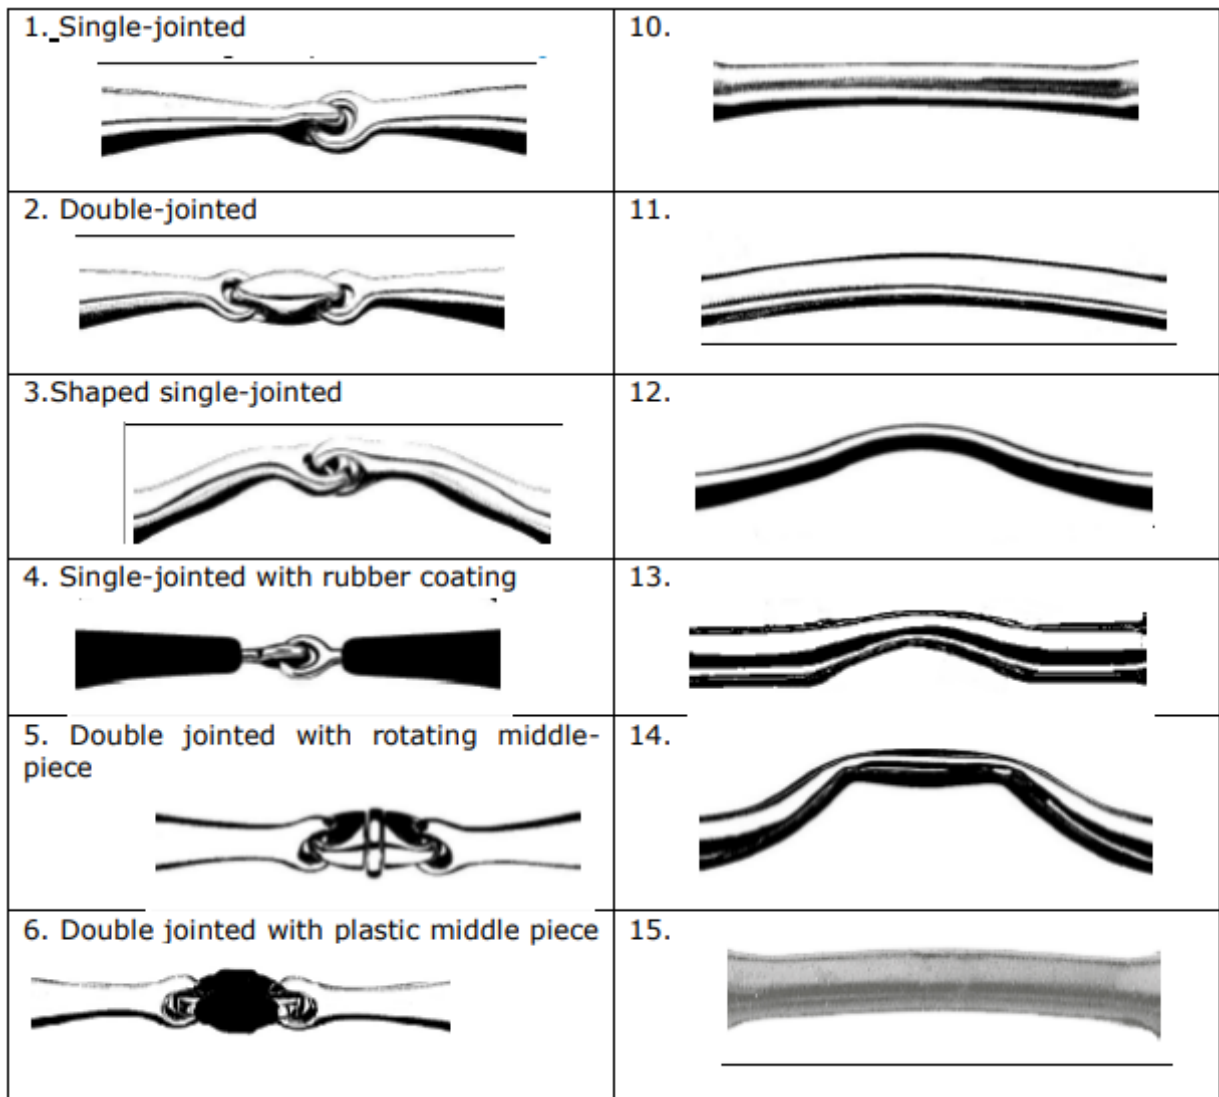 1. Single-jointed
10.
2. Double-jointed
11.
3.Shaped single-jointed
12.
4. Single-jointed with rubber coating
13.
5. Double jointed with rotating middle-
piece
14.
6. Double jointed with plastic middle piece
15.